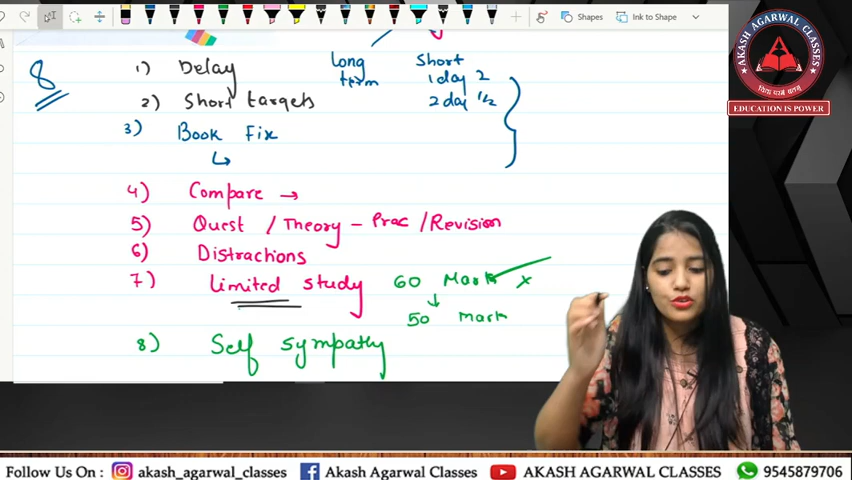 Shapes
Ink to Shape
8
1) Delay
2) Short targets
3) Book Fix
Long term
Short
1 day 2
2 day 1/2
4) Compare →
5) Quest / Theory - Prac / Revision
6) Distractions
7) Limited study
60 Mark x
50 Mark
8) Self sympathy
AKASH AGARWAL CLASSES
EDUCATION IS POWER
Follow Us On : akash_agarwal_classes Akash Agarwal Classes AKASH AGARWAL CLASSES 9545879706